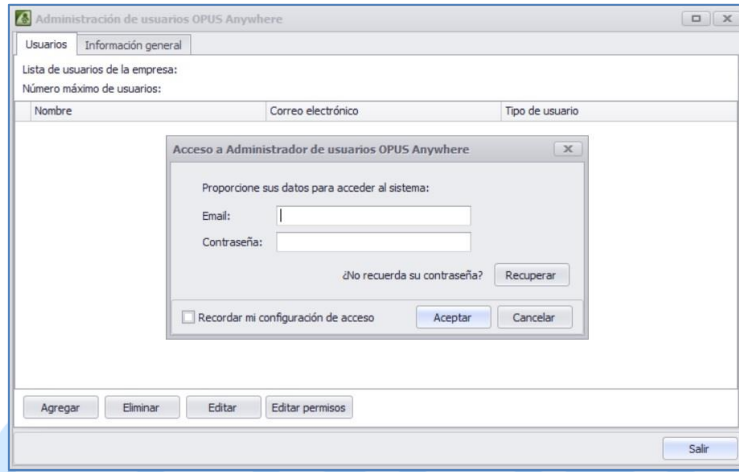 Administración de usuarios OPUS Anywhere
Usuarios Información general
Lista de usuarios de la empresa:
Número máximo de usuarios:
Nombre Correo electrónico Tipo de usuario
Acceso a Administrador de usuarios OPUS Anywhere
Proporcione sus datos para acceder al sistema:
Email:
Contraseña:
¿No recuerda su contraseña? Recuperar
Recordar mi configuración de acceso Aceptar Cancelar
Agregar Eliminar Editar Editar permisos
Salir